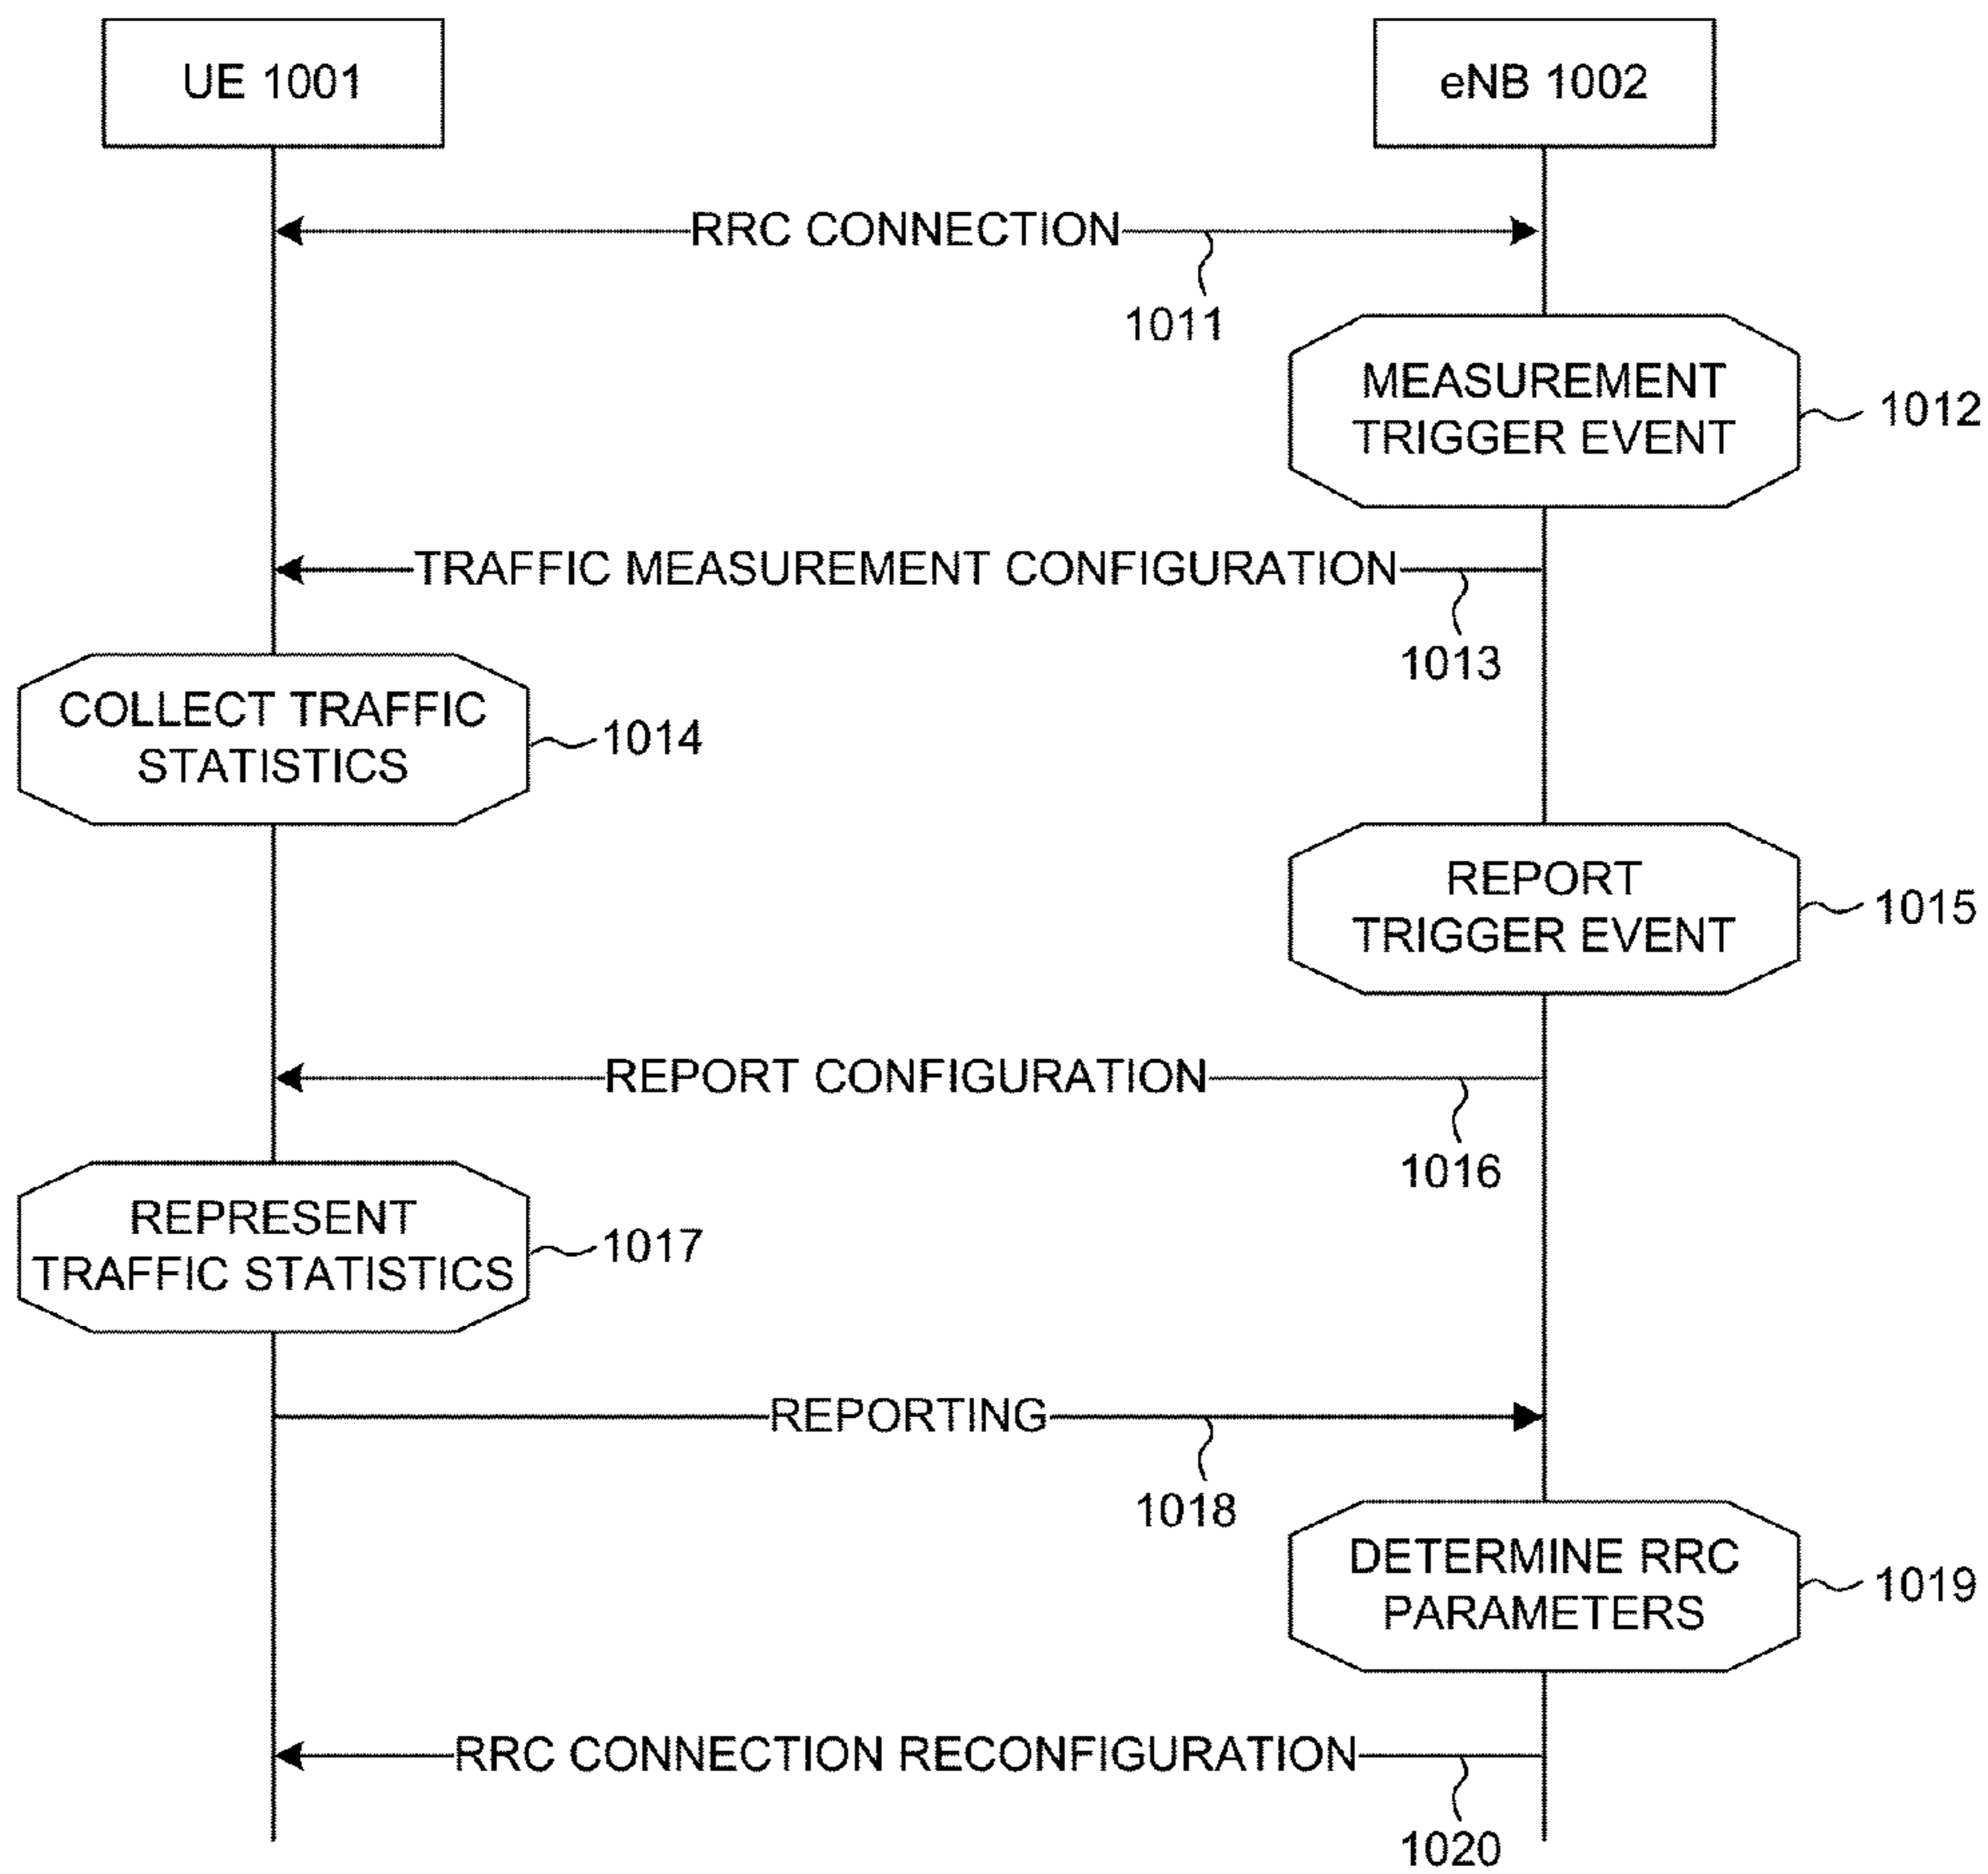 UE 1001
eNB 1002
RRC CONNECTION
1011
MEASUREMENT
TRIGGER EVENT
1012
TRAFFIC MEASUREMENT CONFIGURATION
1013
COLLECT TRAFFIC
STATISTICS
1014
REPORT
TRIGGER EVENT
1015
REPORT CONFIGURATION
1016
REPRESENT
TRAFFIC STATISTICS
1017
REPORTING
1018
DETERMINE RRC
PARAMETERS
1019
RRC CONNECTION RECONFIGURATION
1020